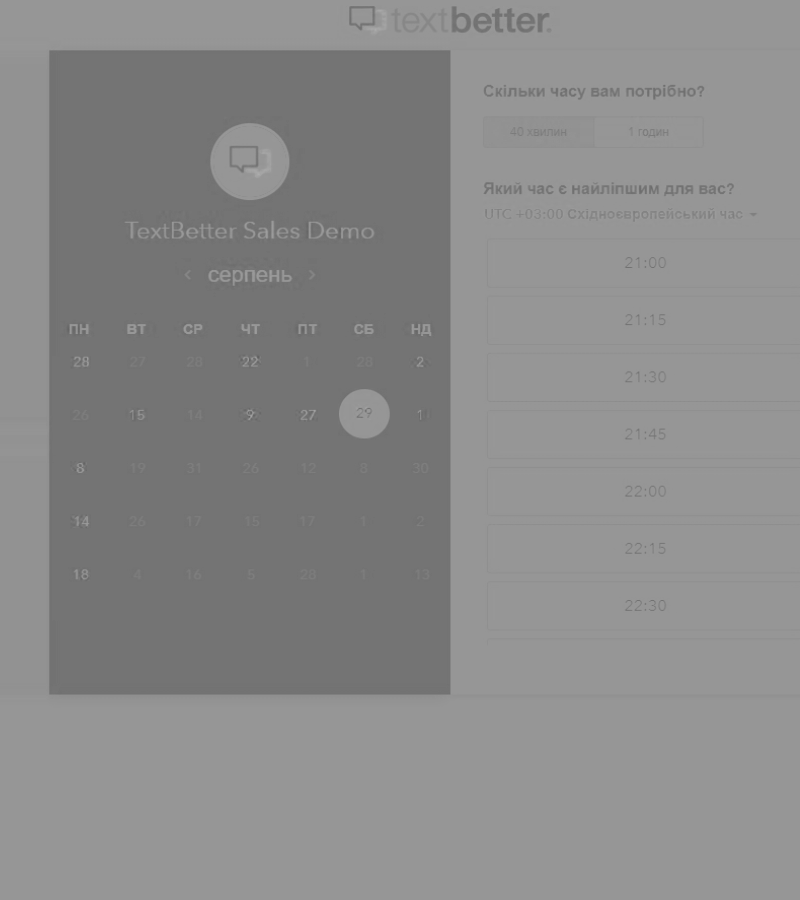 textbetter.
TextBetter Sales Demo
‹ серпень ›
ПН ВТ СР ЧТ ПТ СБ НД
28 27 28 22 1 28 2
26 15 14 9 27 29 1
8 19 31 26 12 8 30
14 26 17 15 17 1 2
18 4 16 5 25 1 13
Скільки часу вам потрібно?
40 хвилин 1 годин
Який час є найліпшим для вас?
UTC +03:00 Східноєвропейський час
21:00
21:15
21:30
21:45
22:00
22:15
22:30